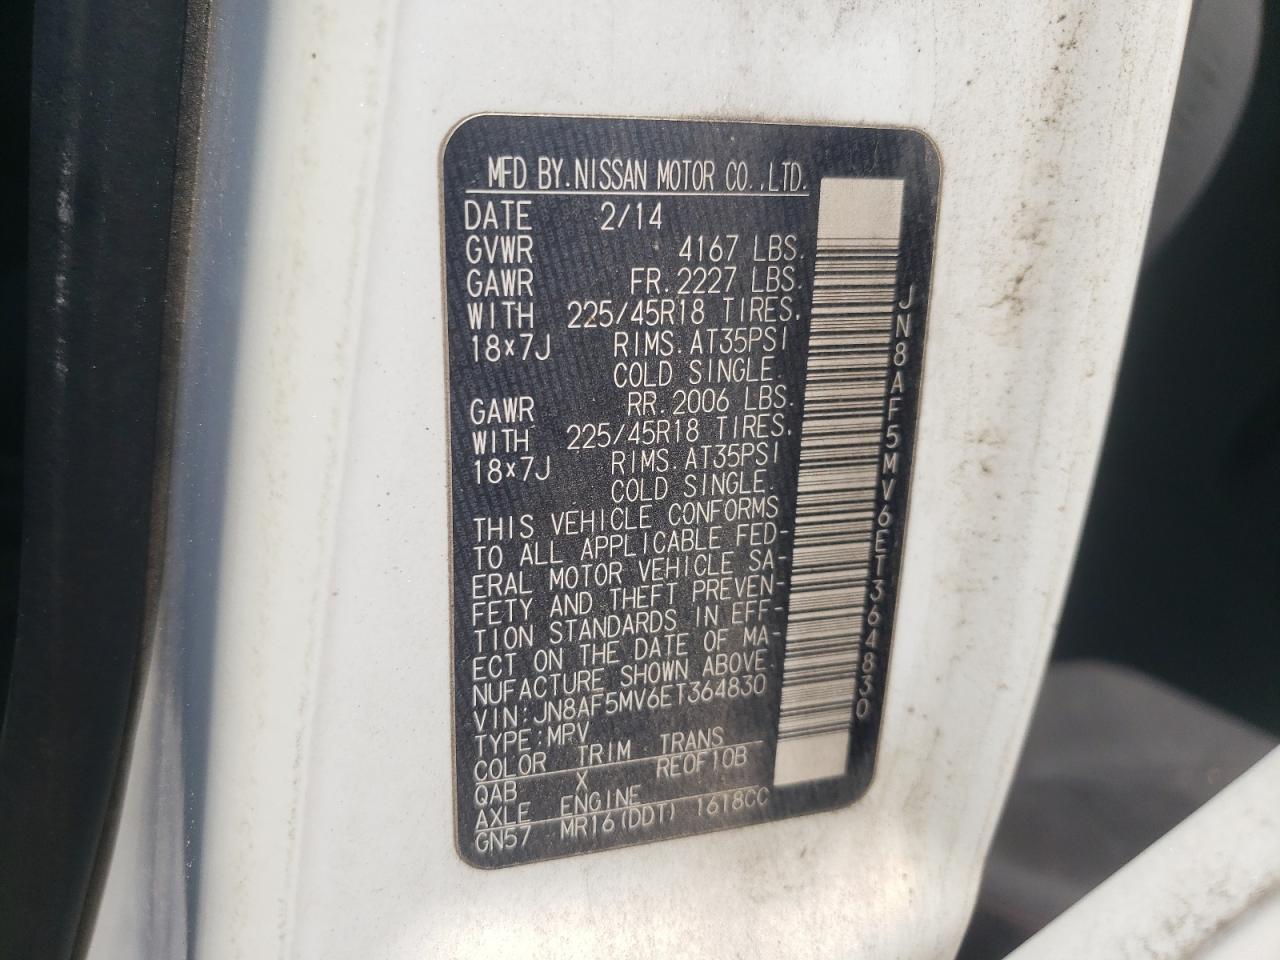 MFD BY. NISSAN MOTOR CO., LTD.
DATE 2/14
GVWR 4167 LBS.
GAWR FR. 2227 LBS.
WITH 225/45R18 TIRES.
18×7J RIMS. AT35PSI
COLD SINGLE.
GAWR RR. 2006 LBS.
WITH 225/45R18 TIRES.
18×7J RIMS. AT35PSI
COLD SINGLE.
THIS VEHICLE CONFORMS
TO ALL APPLICABLE FED-
ERAL MOTOR VEHICLE SA-
FETY AND THEFT PREVEN-
TION STANDARDS IN EFF-
ECT ON THE DATE OF MA-
NUFACTURE SHOWN ABOVE.
VIN:JN8AF5MV6ET364830
TYPE:MPV
COLOR TRIM TRANS
QAB X RE0F10B
AXLE ENGINE
GN57 MR16(DDT) 1618CC
JN8AF5MV6ET364830